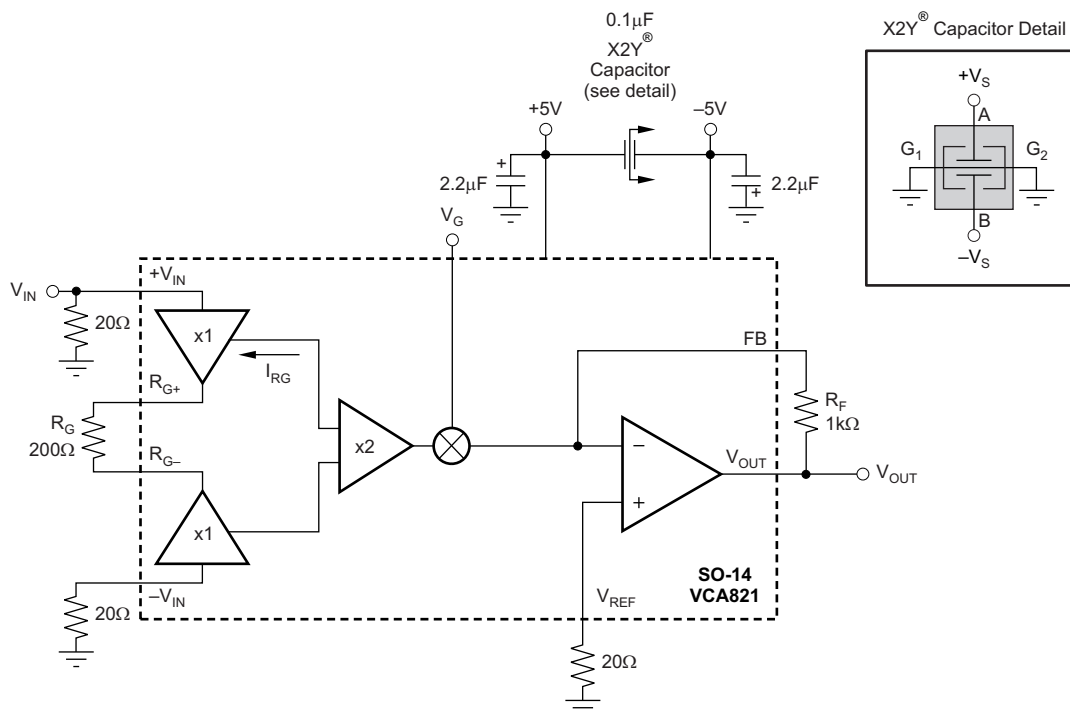 0.1μF
X2Y®
Capacitor
(see detail)
+5V
–5V
+
2.2μF
2.2μF
+
X2Y® Capacitor Detail
+VS
A
G1
G2
B
–VS
VG
VIN
+VIN
20Ω
x1
IRG
RG+
RG
200Ω
RG–
x1
x2
FB
RF
1kΩ
–
+
VOUT
VOUT
–VIN
20Ω
VREF
20Ω
SO-14
VCA821